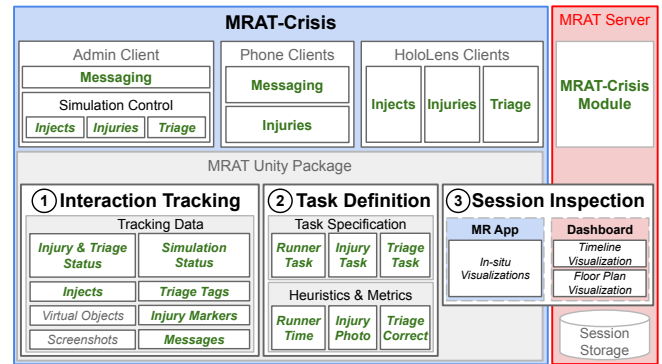 MRAT-Crisis
MRAT Server
Admin Client
Messaging
Simulation Control
Injects
Injuries
Triage
Phone Clients
Messaging
Injuries
HoloLens Clients
Injects
Injuries
Triage
MRAT-Crisis
Module
MRAT Unity Package
1 Interaction Tracking
Tracking Data
Injury & Triage
Status
Simulation
Status
Injects
Triage Tags
Virtual Objects
Injury Markers
Screenshots
Messages
2 Task Definition
Task Specification
Runner
Task
Injury
Task
Triage
Task
Heuristics & Metrics
Runner
Time
Injury
Photo
Triage
Correct
3 Session Inspection
MR App
In-situ
Visualizations
Dashboard
Timeline
Visualization
Floor Plan
Visualization
Session
Storage